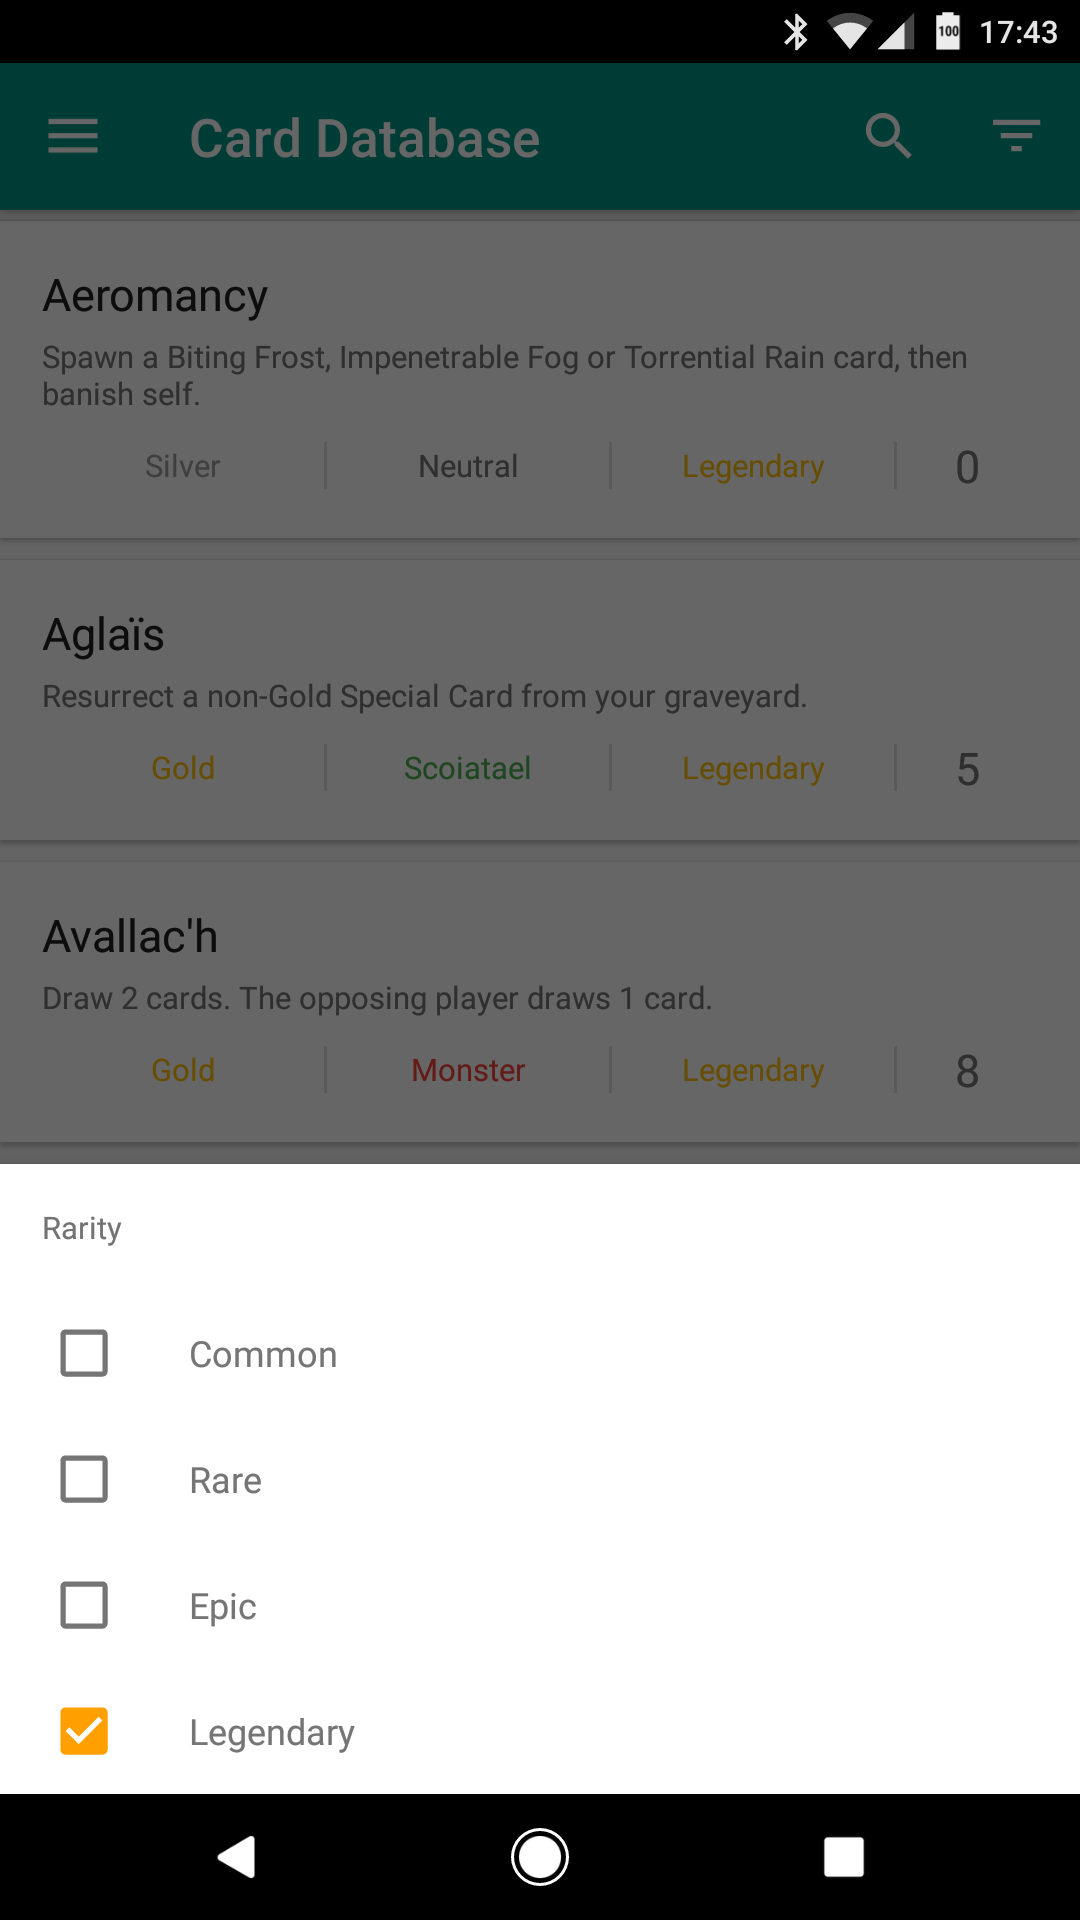 100 17:43
Card Database
Aeromancy
Spawn a Biting Frost, Impenetrable Fog or Torrential Rain card, then
banish self.
Silver Neutral Legendary 0
Aglaïs
Resurrect a non-Gold Special Card from your graveyard.
Gold Scoiatael Legendary 5
Avallac'h
Draw 2 cards. The opposing player draws 1 card.
Gold Monster Legendary 8
Rarity
Common
Rare
Epic
Legendary